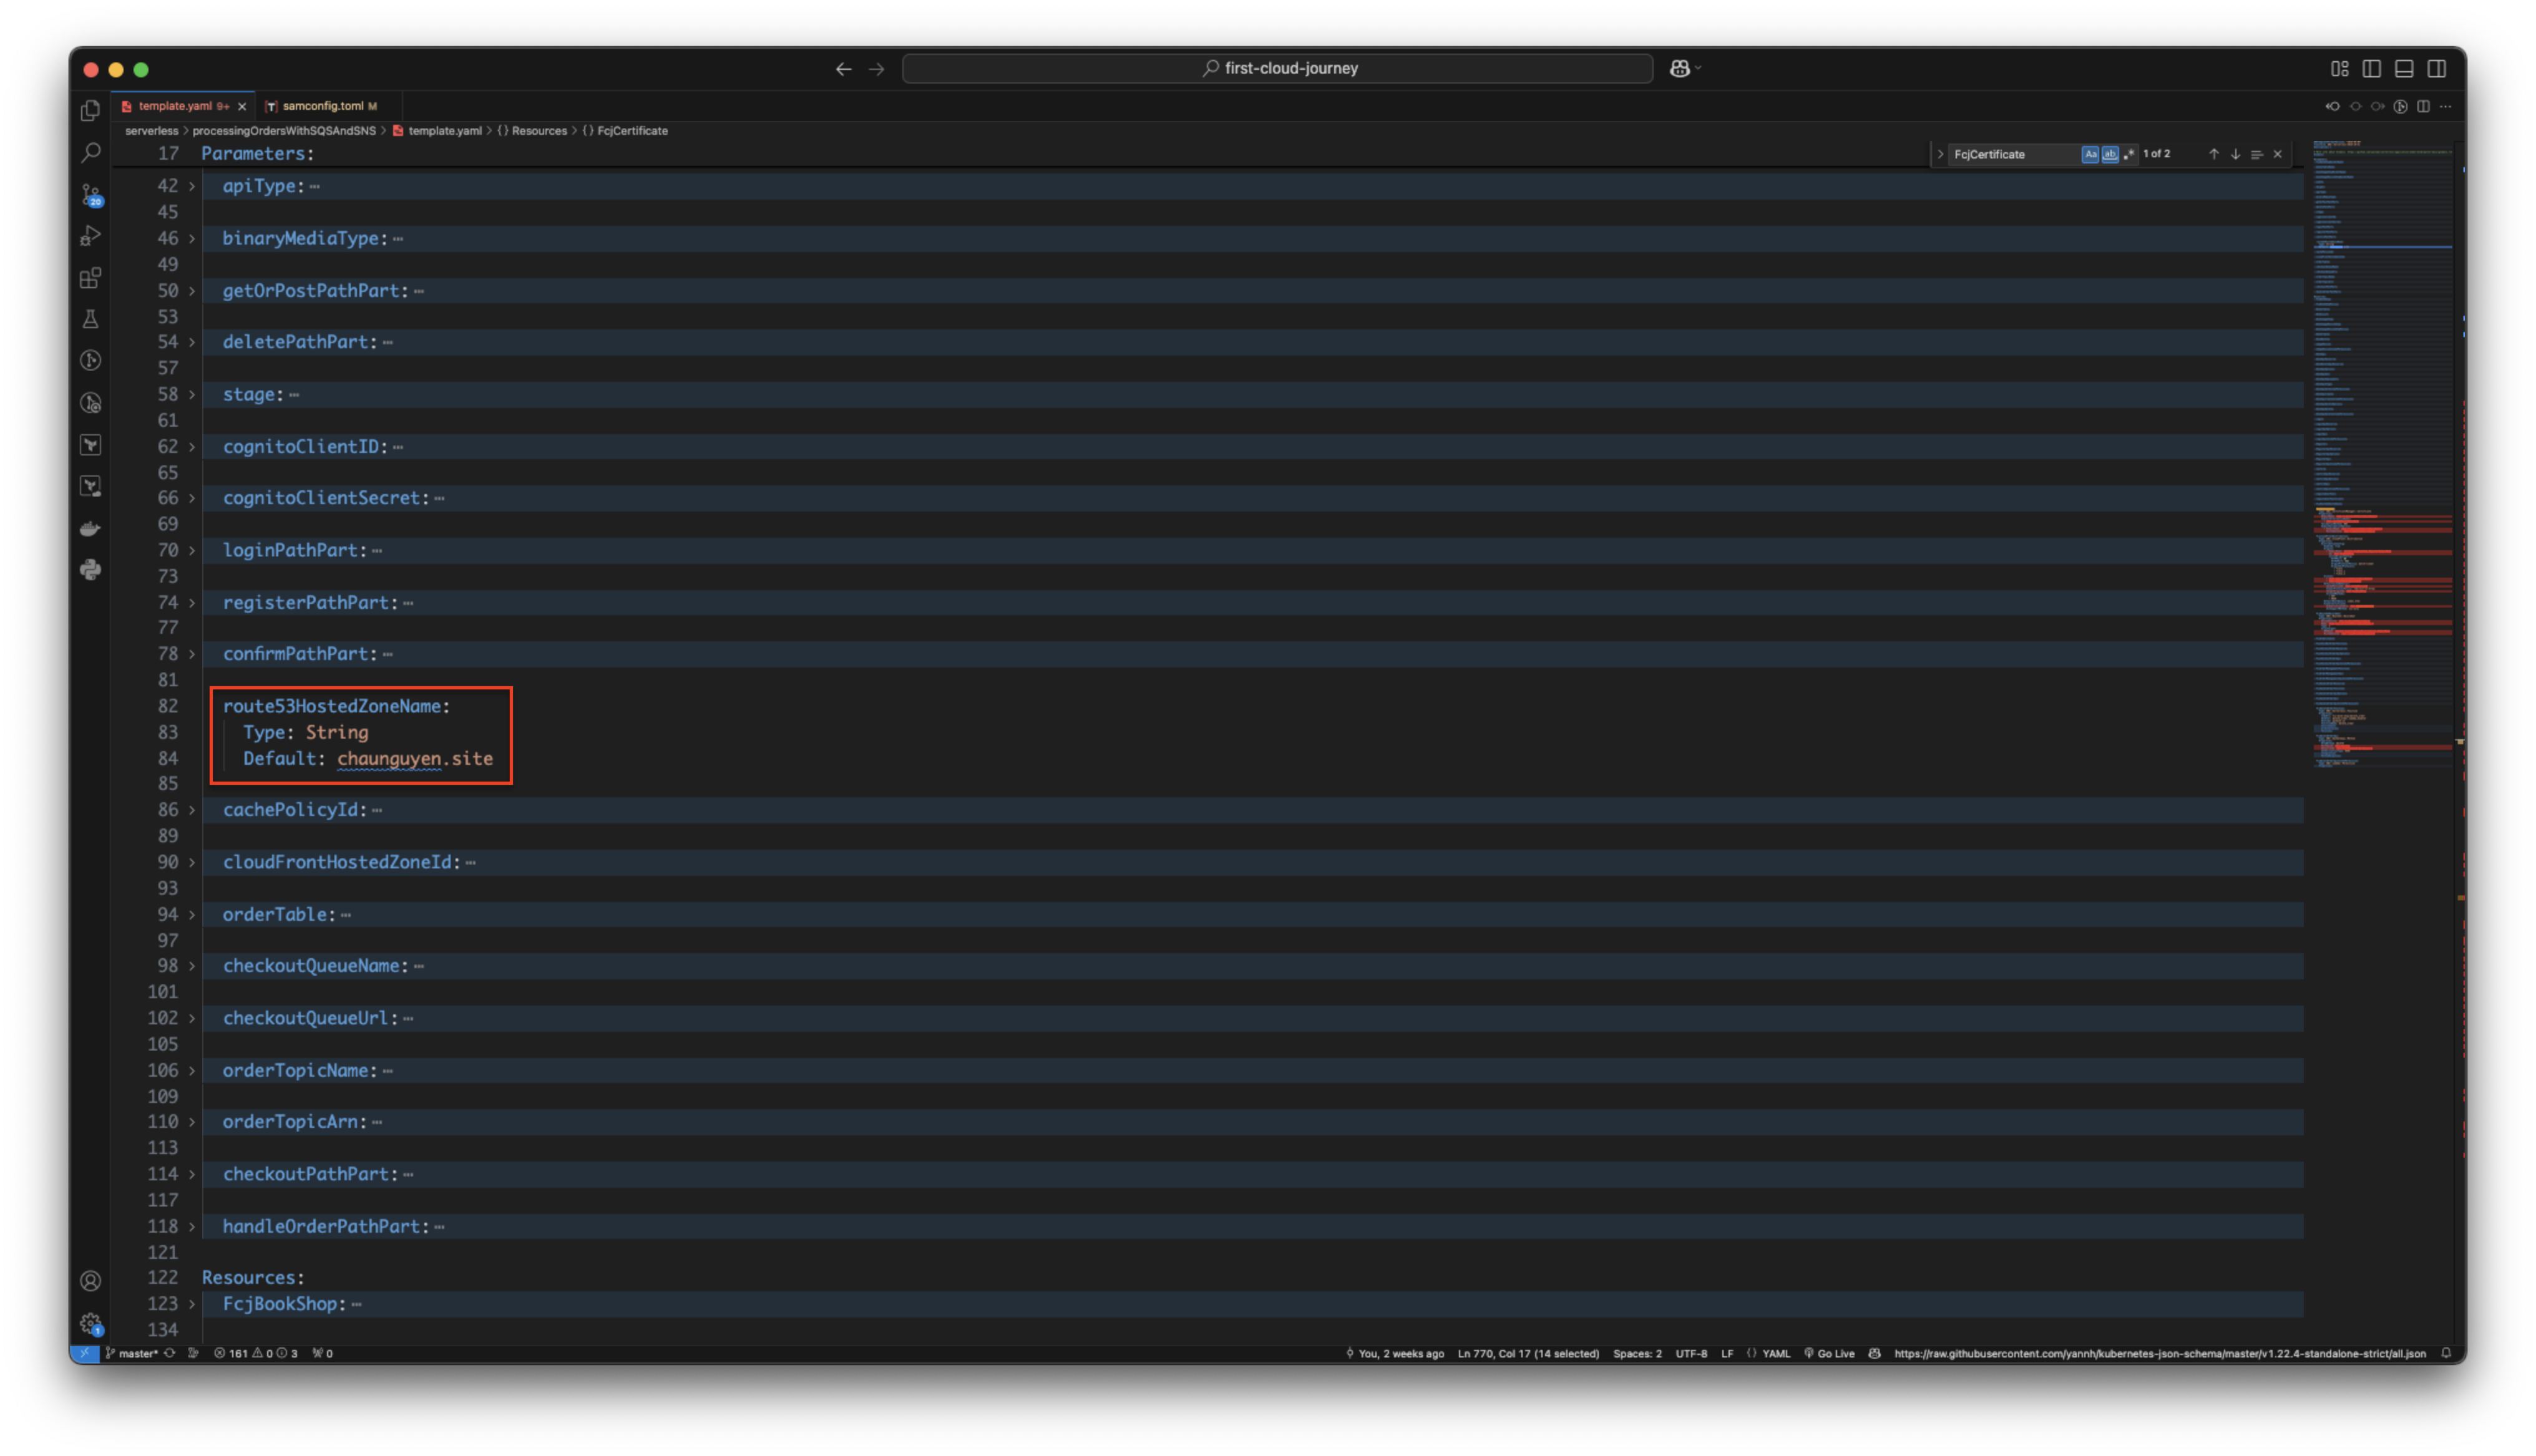 first-cloud-journey
template.yaml 9+ samconfig.toml M
serverless > processingOrdersWithSQSAndSNS > template.yaml > {} Resources > {} FcjCertificate
17 Parameters:
FcjCertificate Aa ab .* 1 of 2
42 apiType: ⋯
45
46 binaryMediaType: ⋯
49
50 getOrPostPathPart: ⋯
53
54 deletePathPart: ⋯
57
58 stage: ⋯
61
62 cognitoClientID: ⋯
65
66 cognitoClientSecret: ⋯
69
70 loginPathPart: ⋯
73
74 registerPathPart: ⋯
77
78 confirmPathPart: ⋯
81
82 route53HostedZoneName:
83 Type: String
84 Default: chaunguyen.site
85
86 cachePolicyId: ⋯
89
90 cloudFrontHostedZoneId: ⋯
93
94 orderTable: ⋯
97
98 checkoutQueueName: ⋯
101
102 checkoutQueueUrl: ⋯
105
106 orderTopicName: ⋯
109
110 orderTopicArn: ⋯
113
114 checkoutPathPart: ⋯
117
118 handleOrderPathPart: ⋯
121
122 Resources:
123 FcjBookShop: ⋯
134
20
1
master* 161 0 3 0 You, 2 weeks ago Ln 770, Col 17 (14 selected) Spaces: 2 UTF-8 LF {} YAML Go Live https://raw.githubusercontent.com/yannh/kubernetes-json-schema/master/v1.22.4-standalone-strict/all.json